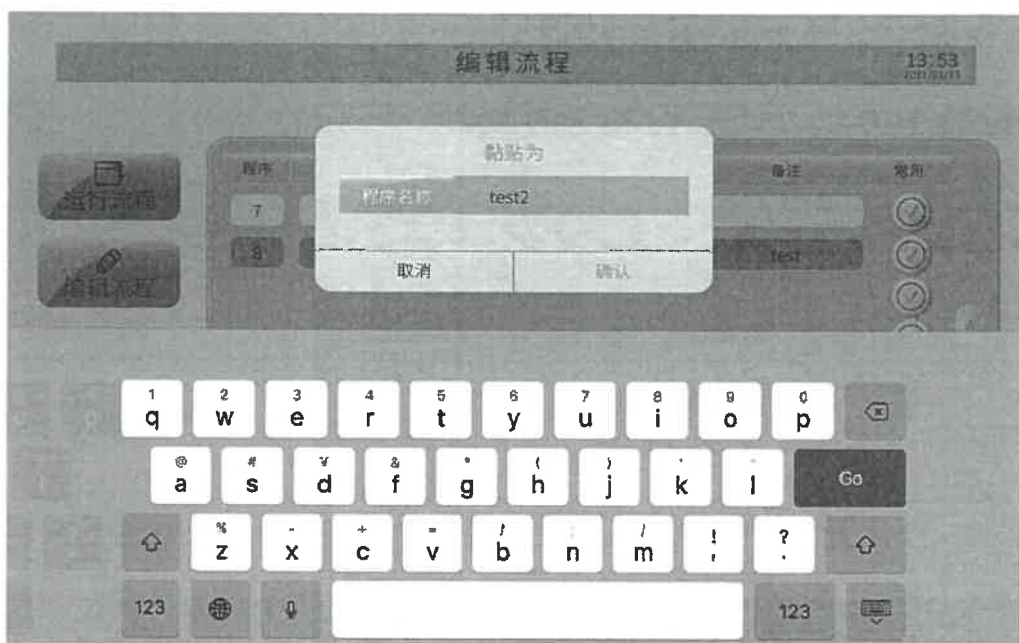 编辑流程
13:53
黏贴为
程序名称 test2
取消 确认
运行流程
编辑流程
程序 备注 常用
7
8 test
1 2 3 4 5 6 7 8 9 0
q w e r t y u i o p
@ # ¥ & * ( ) ' "
a s d f g h j k l Go
% - + = / ; / ! ?
z x c v b n m , .
123 123